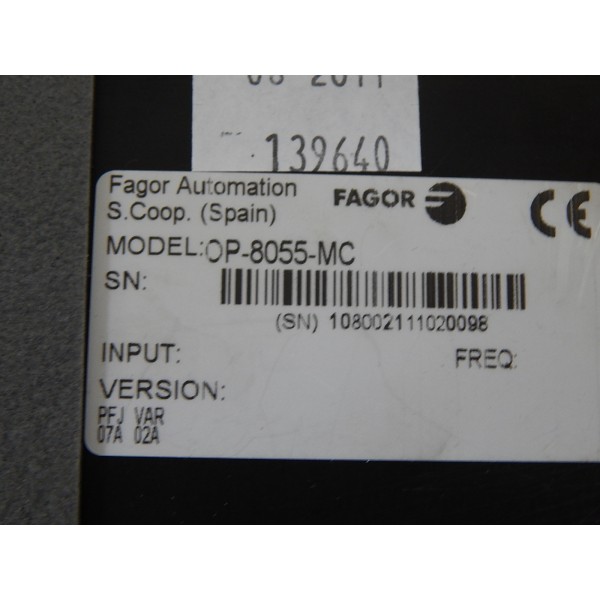 139640
Fagor Automation
S.Coop. (Spain)
FAGOR
CE
MODEL:OP-8055-MC
SN:
(SN) 108002111020098
INPUT:
FREQ:
VERSION:
PFJ VAR
07A 02A